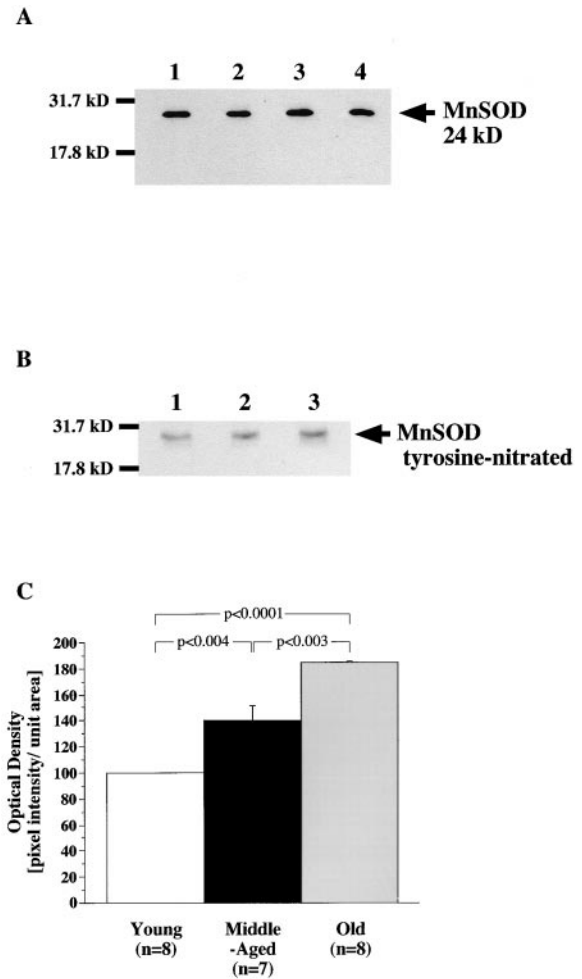 A
1 2 3 4
31.7 kD
MnSOD
24 kD
17.8 kD
B
1 2 3
31.7 kD
MnSOD
tyrosine-nitrated
17.8 kD
C
p<0.0001
p<0.004 p<0.003
Optical Density
[pixel intensity/ unit area]
200
180
160
140
120
100
80
60
40
20
0
Young Middle Old
(n=8) -Aged (n=8)
(n=7)